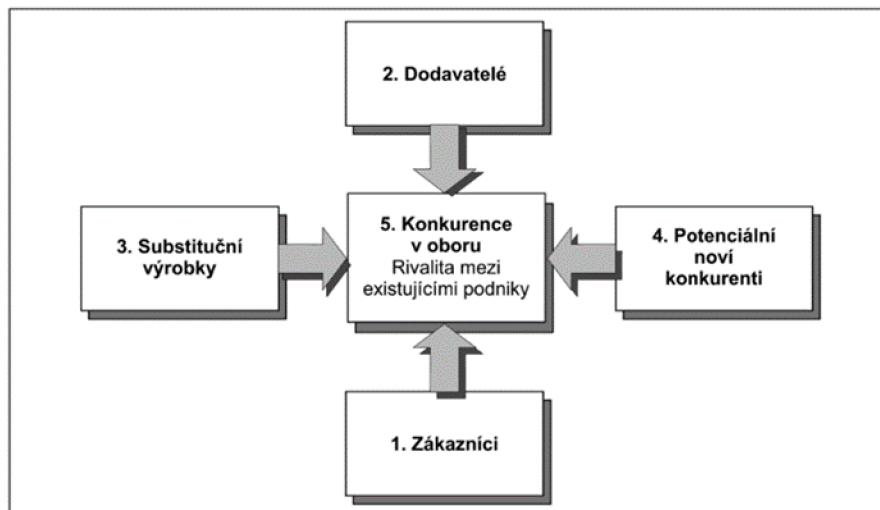 2. Dodavatelé
3. Substituční
výrobky
5. Konkurence
v oboru
Rivalita mezi
existujícími podniky
4. Potenciální
noví
konkurenti
1. Zákazníci